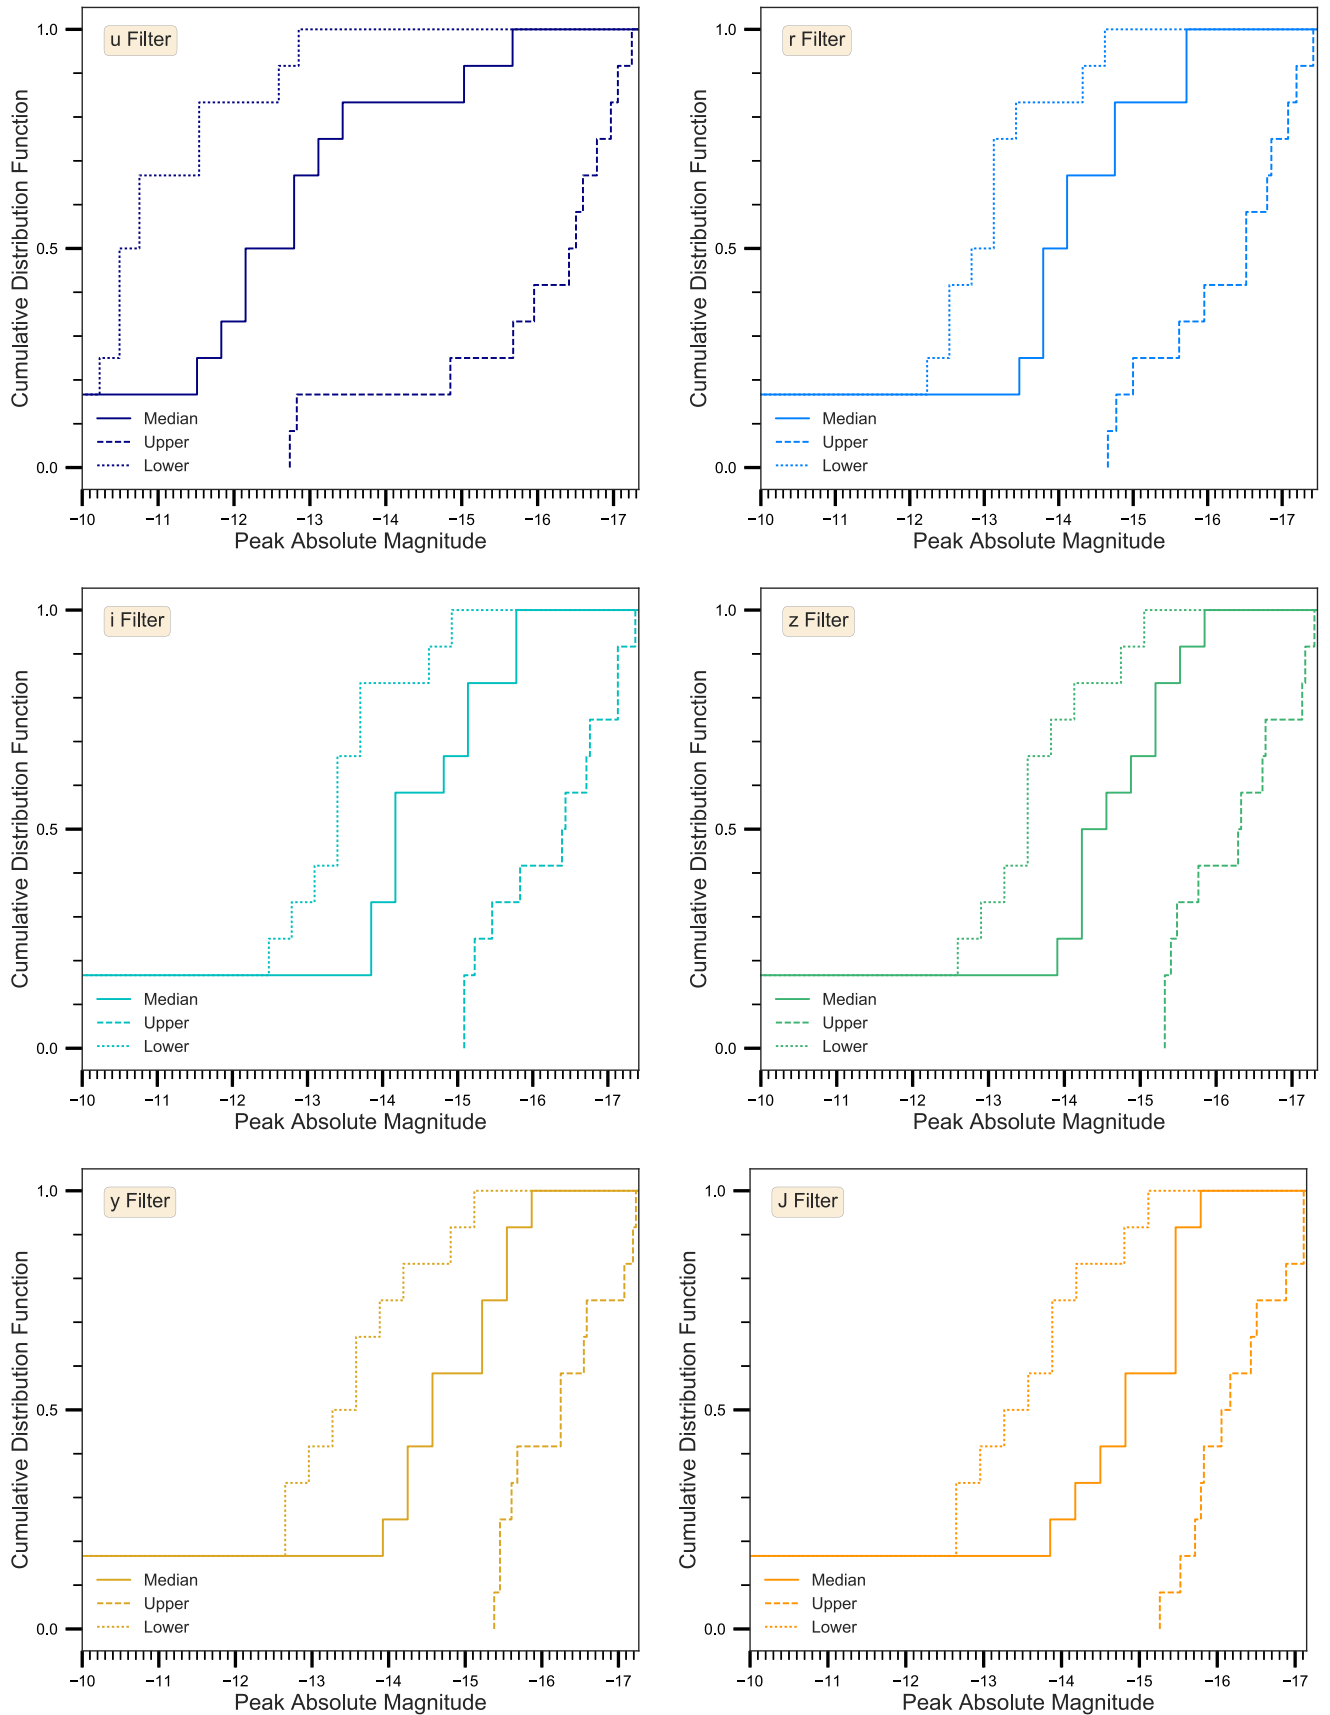 u Filter
Cumulative Distribution Function
1.0
0.5
0.0
Median
Upper
Lower
−10 −11 −12 −13 −14 −15 −16 −17
Peak Absolute Magnitude
r Filter
Cumulative Distribution Function
1.0
0.5
0.0
Median
Upper
Lower
−10 −11 −12 −13 −14 −15 −16 −17
Peak Absolute Magnitude
i Filter
Cumulative Distribution Function
1.0
0.5
0.0
Median
Upper
Lower
−10 −11 −12 −13 −14 −15 −16 −17
Peak Absolute Magnitude
z Filter
Cumulative Distribution Function
1.0
0.5
0.0
Median
Upper
Lower
−10 −11 −12 −13 −14 −15 −16 −17
Peak Absolute Magnitude
y Filter
Cumulative Distribution Function
1.0
0.5
0.0
Median
Upper
Lower
−10 −11 −12 −13 −14 −15 −16 −17
Peak Absolute Magnitude
J Filter
Cumulative Distribution Function
1.0
0.5
0.0
Median
Upper
Lower
−10 −11 −12 −13 −14 −15 −16 −17
Peak Absolute Magnitude